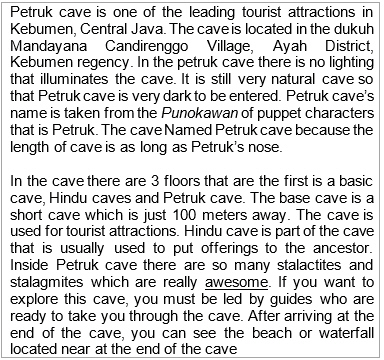 Petruk cave is one of the leading tourist attractions in
Kebumen, Central Java. The cave is located in the dukuh
Mandayana Candirenggo Village, Ayah District,
Kebumen regency. In the petruk cave there is no lighting
that illuminates the cave. It is still very natural cave so
that Petruk cave is very dark to be entered. Petruk cave's
name is taken from the Punokawan of puppet characters
that is Petruk. The cave Named Petruk cave because the
length of cave is as long as Petruk's nose.

In the cave there are 3 floors that are the first is a basic
cave, Hindu caves and Petruk cave. The base cave is a
short cave which is just 100 meters away. The cave is
used for tourist attractions. Hindu cave is part of the cave
that is usually used to put offerings to the ancestor.
Inside Petruk cave there are so many stalactites and
stalagmites which are really awesome. If you want to
explore this cave, you must be led by guides who are
ready to take you through the cave. After arriving at the
end of the cave, you can see the beach or waterfall
located near at the end of the cave